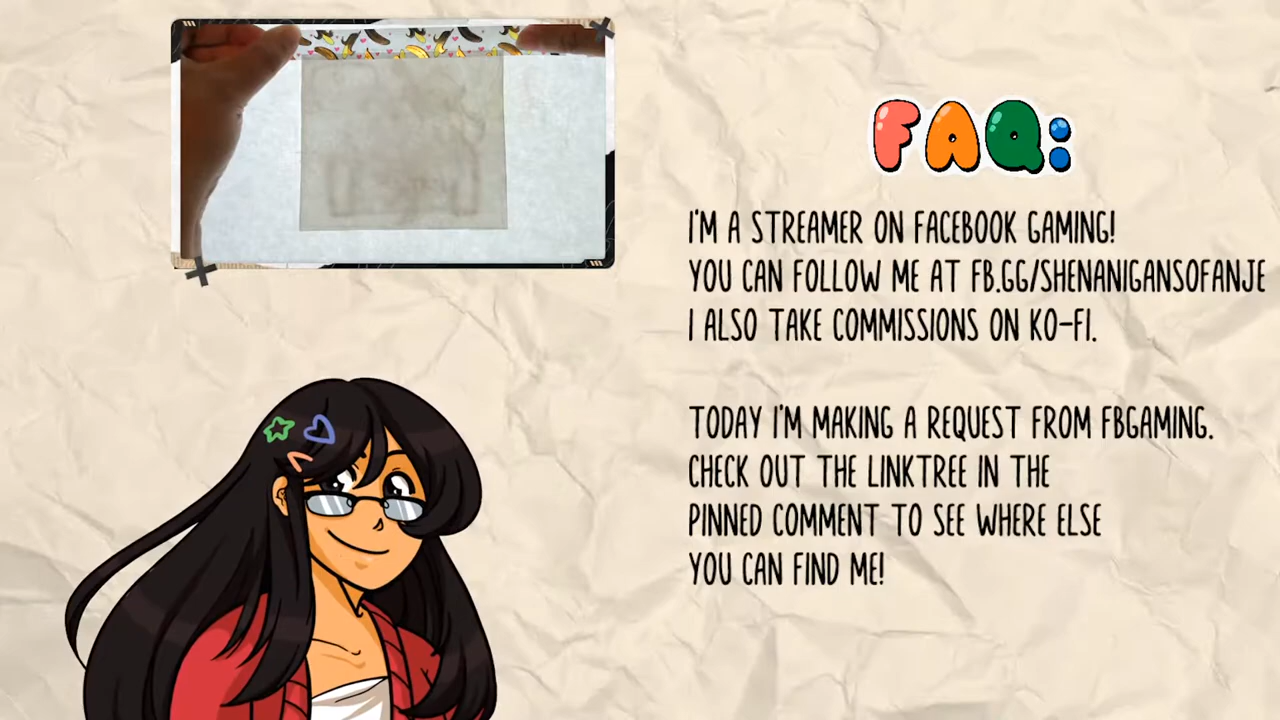 FAQ:
I'M A STREAMER ON FACEBOOK GAMING!
YOU CAN FOLLOW ME AT FB.GG/SHENANIGANSOFANJE
I ALSO TAKE COMMISSIONS ON KO-FI.
TODAY I'M MAKING A REQUEST FROM FBGAMING.
CHECK OUT THE LINKTREE IN THE
PINNED COMMENT TO SEE WHERE ELSE
YOU CAN FIND ME!